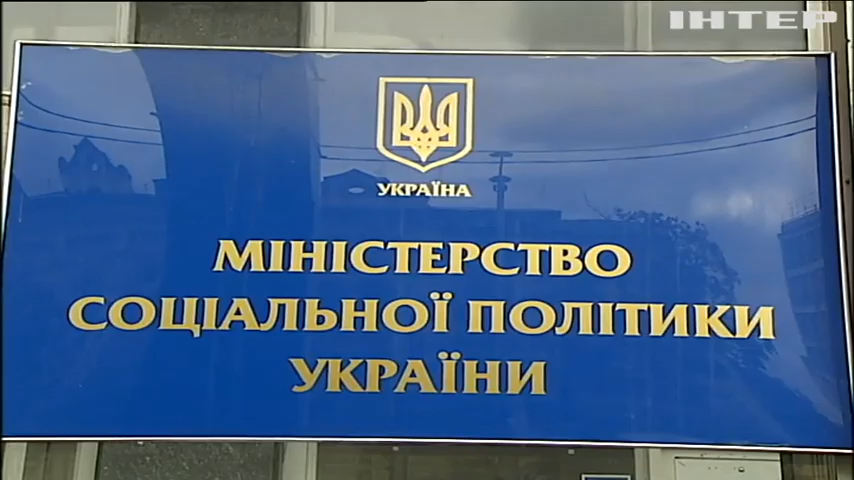 ІНТЕР
УКРАЇНА
МІНІСТЕРСТВО
СОЦІАЛЬНОЇ ПОЛІТИКИ
УКРАЇНИ